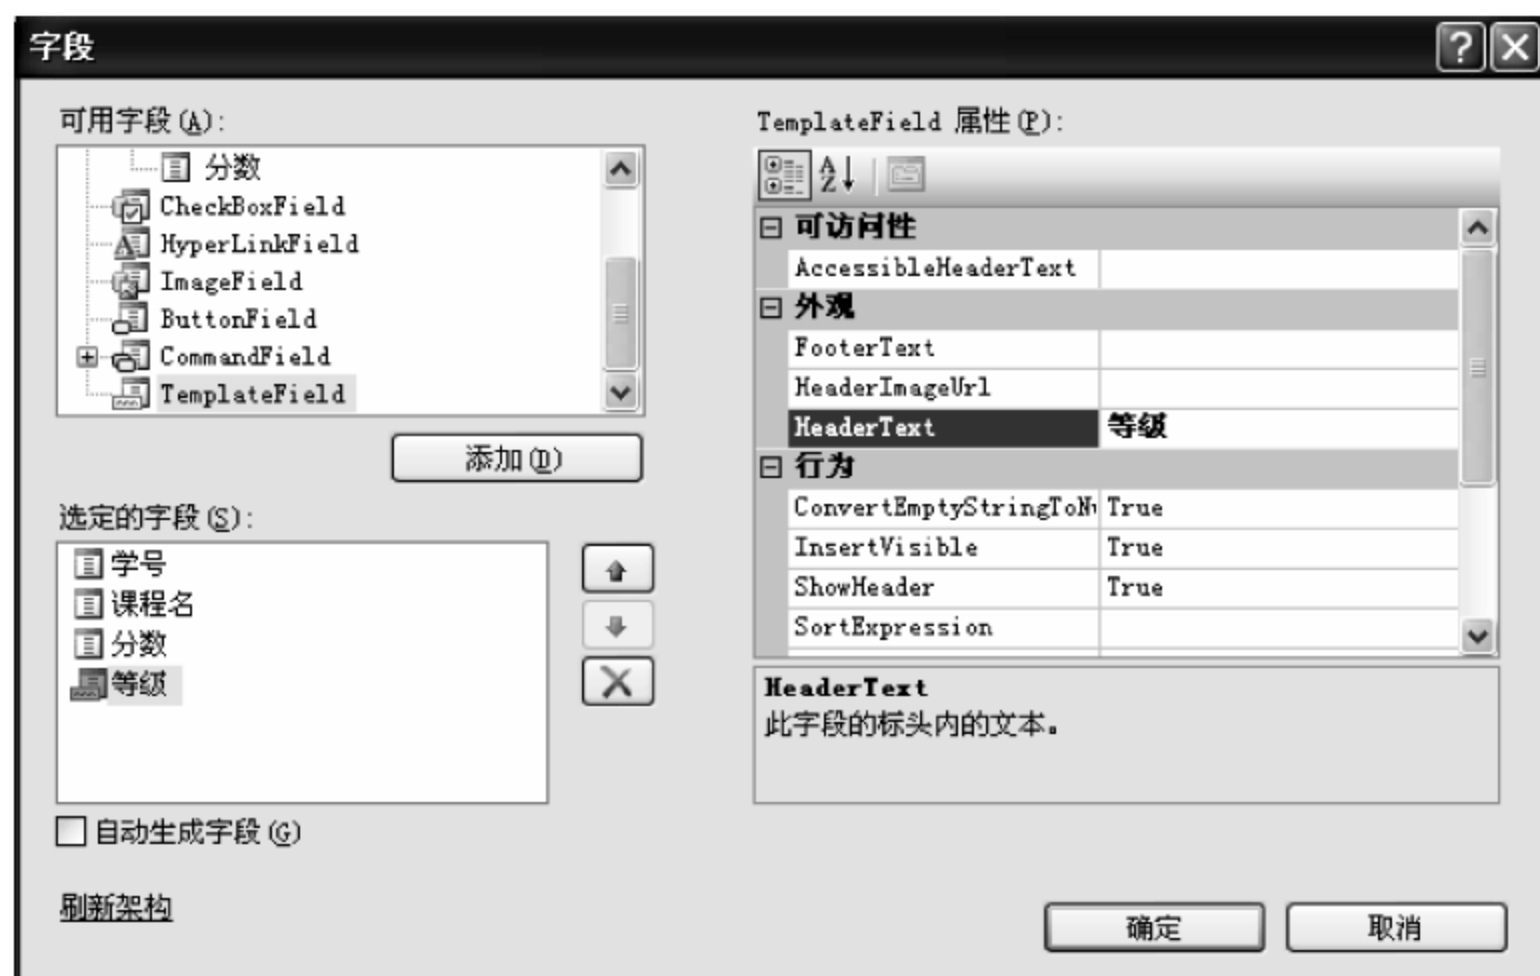 字段
可用字段(A):
分数
CheckBoxField
HyperLinkField
ImageField
ButtonField
CommandField
TemplateField
添加(D)
选定的字段(S):
学号
课程名
分数
等级
自动生成字段(G)
刷新架构
TemplateField 属性(P):
可访问性
AccessibleHeaderText
外观
FooterText
HeaderImageUrl
HeaderText 等级
行为
ConvertEmptyStringToNu True
InsertVisible True
ShowHeader True
SortExpression
HeaderText
此字段的标头内的文本。
确定 取消